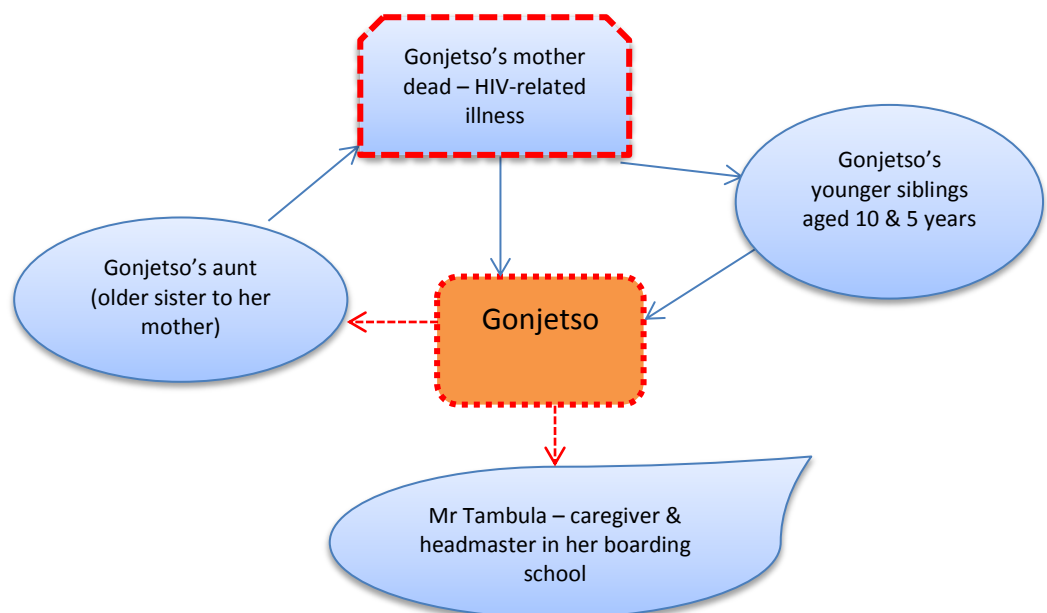 Gonjetso’s mother
dead – HIV-related
illness
Gonjetso’s
younger siblings
aged 10 & 5 years
Gonjetso’s aunt
(older sister to her
mother)
Gonjetso
Mr Tambula – caregiver &
headmaster in her boarding
school